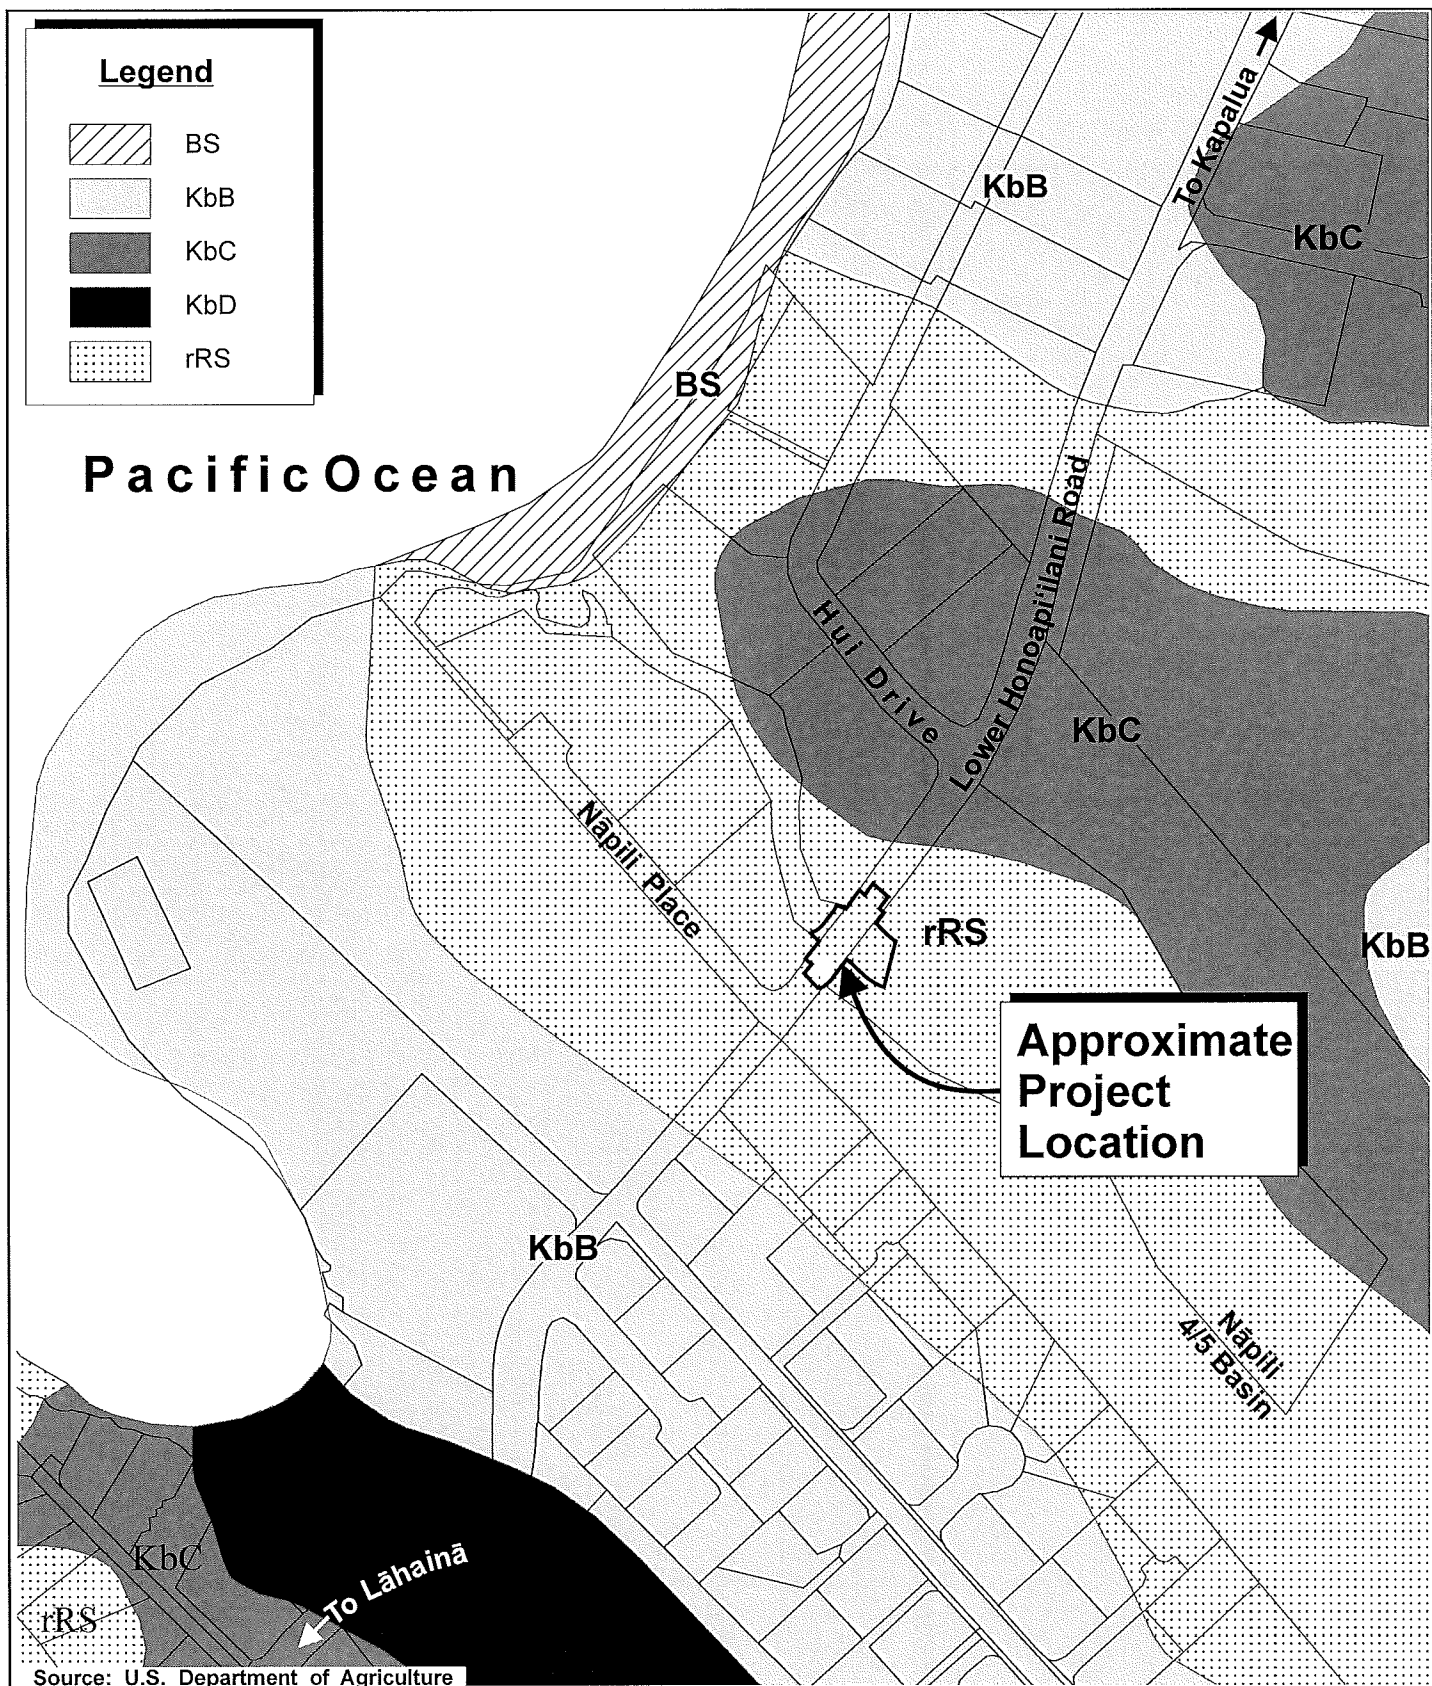 Legend
BS
KbB
KbC
KbD
rRS
To Kapalua
KbB
KbC
BS
Pacific Ocean
Lower Honoapi‘ilani Road
Hui Drive
KbC
Nāpili Place
rRS
KbB
Approximate
Project
Location
KbB
Nāpili
4/5 Basin
KbC
To Lāhainā
rRS
Source: U.S. Department of Agriculture